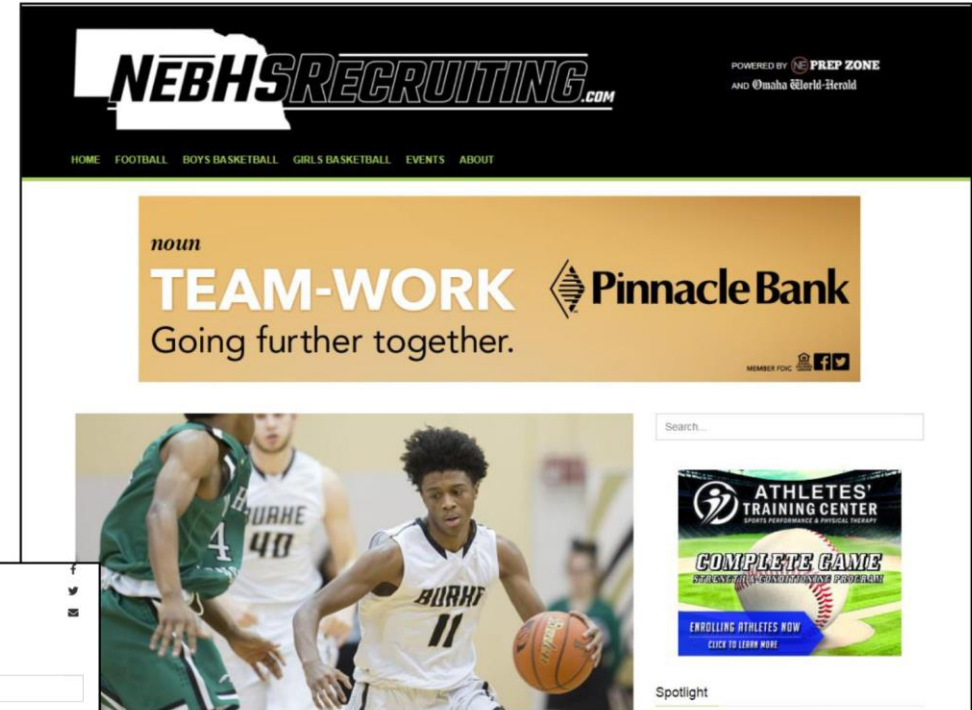 NEBHSRECRUITING.COM
POWERED BY NE PREP ZONE
AND Omaha World-Herald
HOME FOOTBALL BOYS BASKETBALL GIRLS BASKETBALL EVENTS ABOUT
noun
TEAM-WORK
Going further together.
Pinnacle Bank
MEMBER FDIC
Search...
ATHLETES'
TRAINING CENTER
SPORTS PERFORMANCE & PHYSICAL THERAPY
COMPLETE GAME
STRENGTH & CONDITIONING PROGRAM
ENROLLING ATHLETES NOW
CLICK TO LEARN MORE
BURKE
40
4
BURKE
11
Spotlight